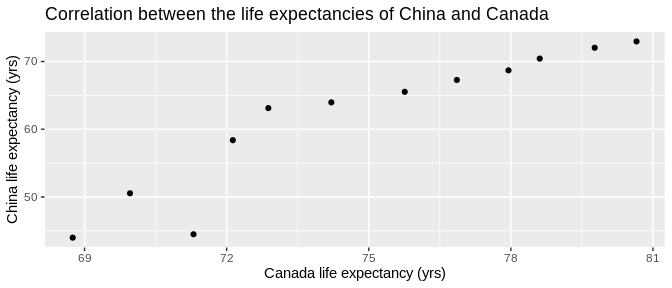 Correlation between the life expectancies of China and Canada
China life expectancy (yrs)
70
60
50
69 72 75 78 81
Canada life expectancy (yrs)